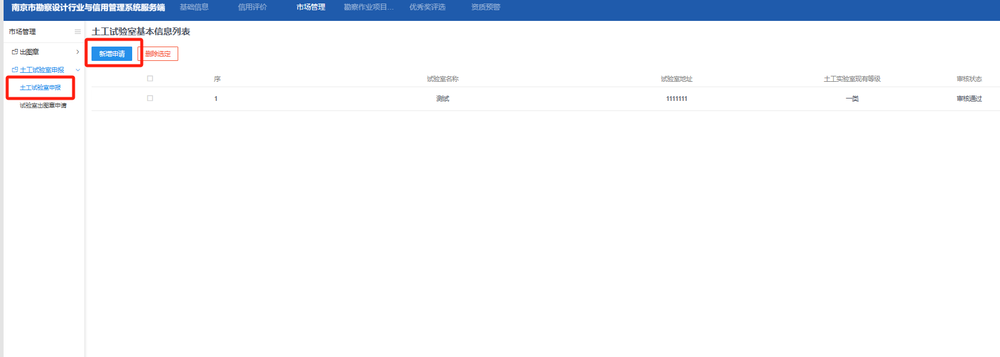 南京市勘察设计行业与信用管理系统服务端 基础信息 信用评价 市场管理 勘察作业项目... 优秀奖评选 资质预警
市场管理
出图章
土工试验室申报
土工试验室申报
试验室出图章申请
土工试验室基本信息列表
新增申请 删除选定
序 试验室名称 试验室地址 土工实验室现有等级 审核状态
1 测试 1111111 一类 审核通过